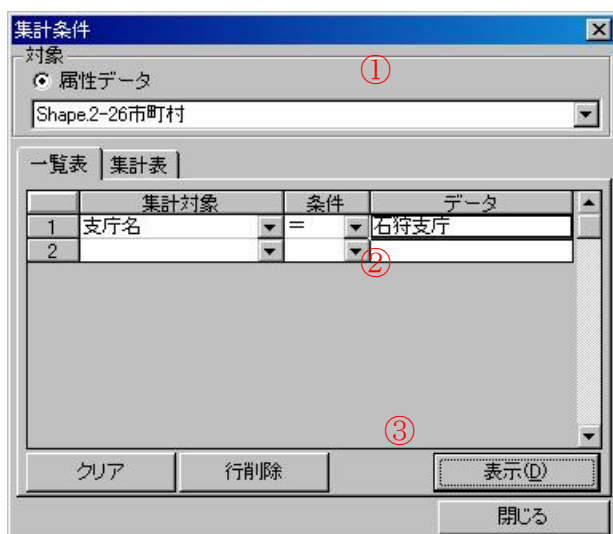 集計条件
対象
①
属性データ
Shape.2-26市町村
一覧表 集計表
集計対象 条件 データ
1 支庁名 = 石狩支庁
2
②
③
クリア 行削除 表示(D)
閉じる